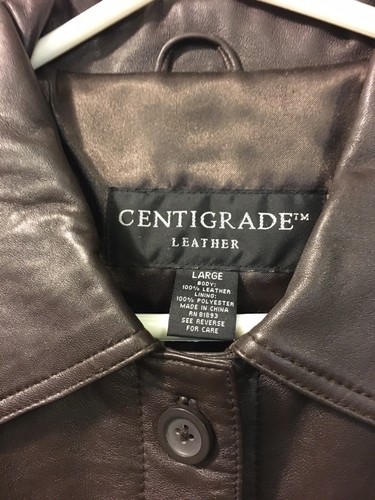 CENTIGRADE™
LEATHER
LARGE
BODY:
100% LEATHER
LINING:
100% POLYESTER
MADE IN CHINA
RN 81893
SEE REVERSE
FOR CARE